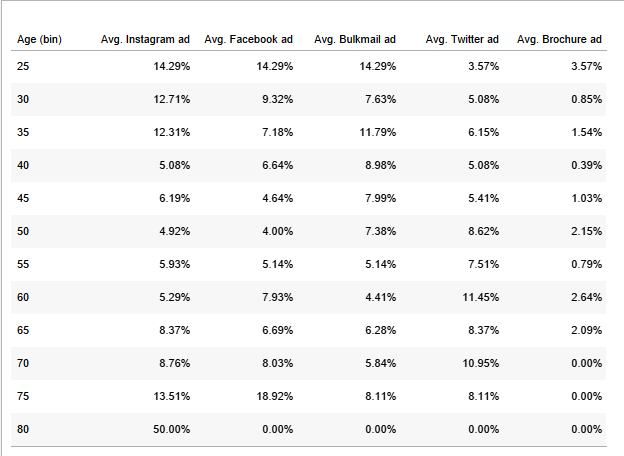 Age (bin) Avg. Instagram ad Avg. Facebook ad Avg. Bulkmail ad Avg. Twitter ad Avg. Brochure ad
25 14.29% 14.29% 14.29% 3.57% 3.57%
30 12.71% 9.32% 7.63% 5.08% 0.85%
35 12.31% 7.18% 11.79% 6.15% 1.54%
40 5.08% 6.64% 8.98% 5.08% 0.39%
45 6.19% 4.64% 7.99% 5.41% 1.03%
50 4.92% 4.00% 7.38% 8.62% 2.15%
55 5.93% 5.14% 5.14% 7.51% 0.79%
60 5.29% 7.93% 4.41% 11.45% 2.64%
65 8.37% 6.69% 6.28% 8.37% 2.09%
70 8.76% 8.03% 5.84% 10.95% 0.00%
75 13.51% 18.92% 8.11% 8.11% 0.00%
80 50.00% 0.00% 0.00% 0.00% 0.00%